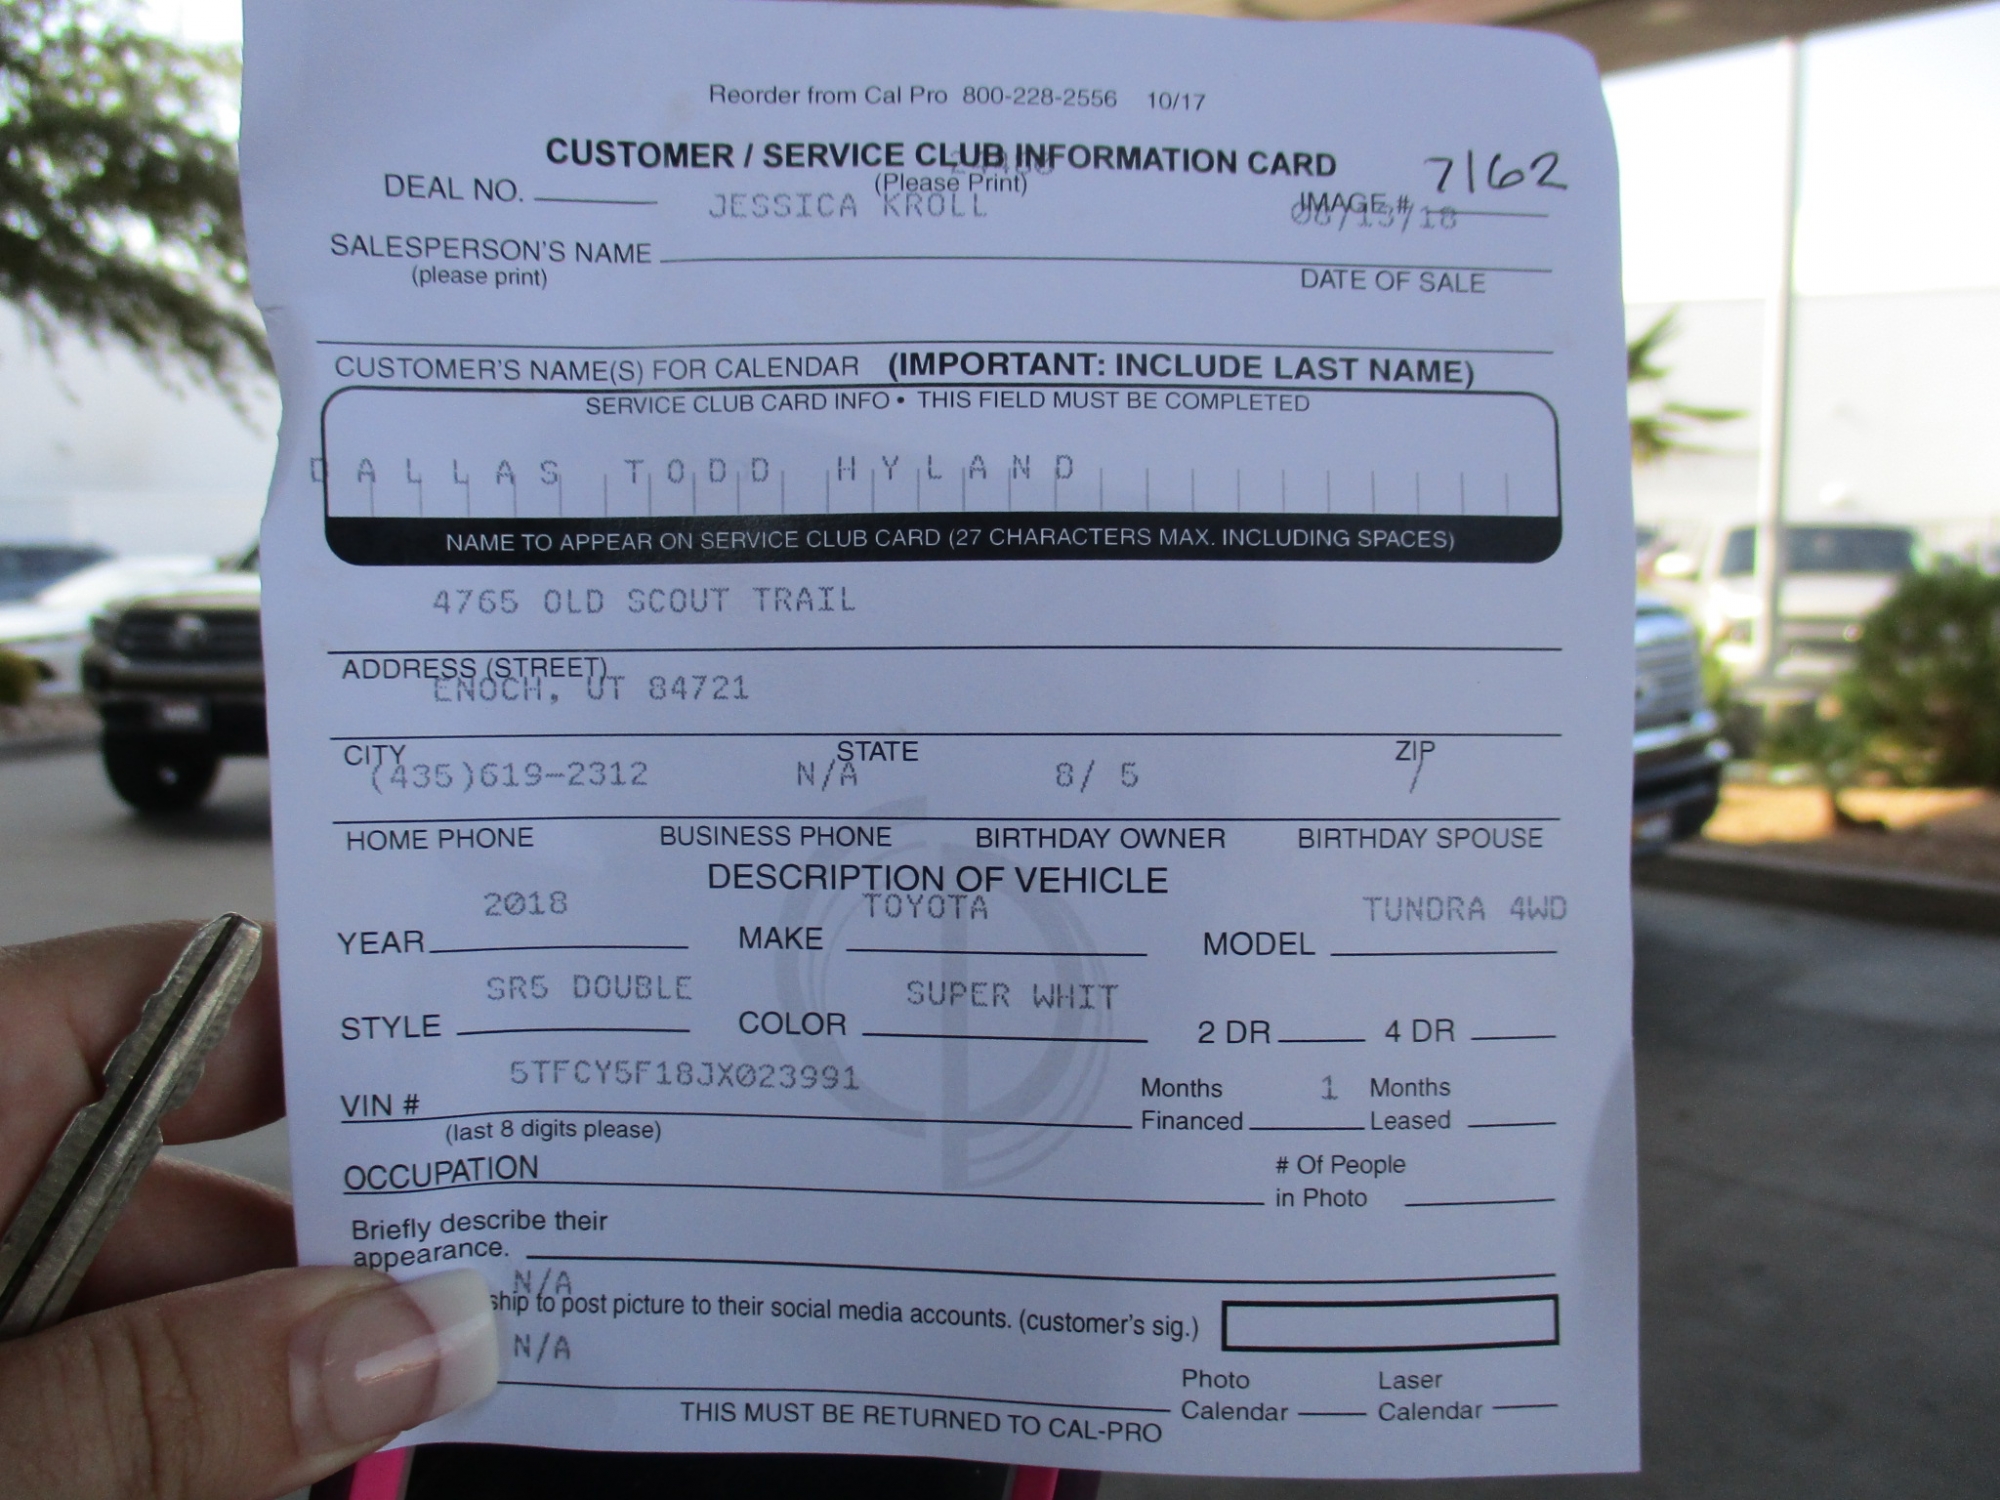 Reorder from Cal Pro 800-228-2556 10/17
CUSTOMER / SERVICE CLUB INFORMATION CARD
7162
DEAL NO.
(Please Print)
IMAGE #
JESSICA KROLL
SALESPERSON'S NAME
(please print)
DATE OF SALE
CUSTOMER'S NAME(S) FOR CALENDAR (IMPORTANT: INCLUDE LAST NAME)
SERVICE CLUB CARD INFO • THIS FIELD MUST BE COMPLETED
DALLAS TODD HYLAND
NAME TO APPEAR ON SERVICE CLUB CARD (27 CHARACTERS MAX. INCLUDING SPACES)
4765 OLD SCOUT TRAIL
ADDRESS (STREET)
ENOCH, UT 84721
CITY STATE ZIP
(435)619-2312 N/A 8/ 5 /
HOME PHONE BUSINESS PHONE BIRTHDAY OWNER BIRTHDAY SPOUSE
DESCRIPTION OF VEHICLE
2018 TOYOTA TUNDRA 4WD
YEAR MAKE MODEL
SR5 DOUBLE SUPER WHIT
STYLE COLOR 2 DR 4 DR
5TFCY5F18JX023991
VIN #
(last 8 digits please)
Months Financed 1 Months Leased
OCCUPATION
# Of People in Photo
Briefly describe their
appearance.
N/A
ship to post picture to their social media accounts. (customer's sig.)
N/A
Photo Calendar Laser Calendar
THIS MUST BE RETURNED TO CAL-PRO